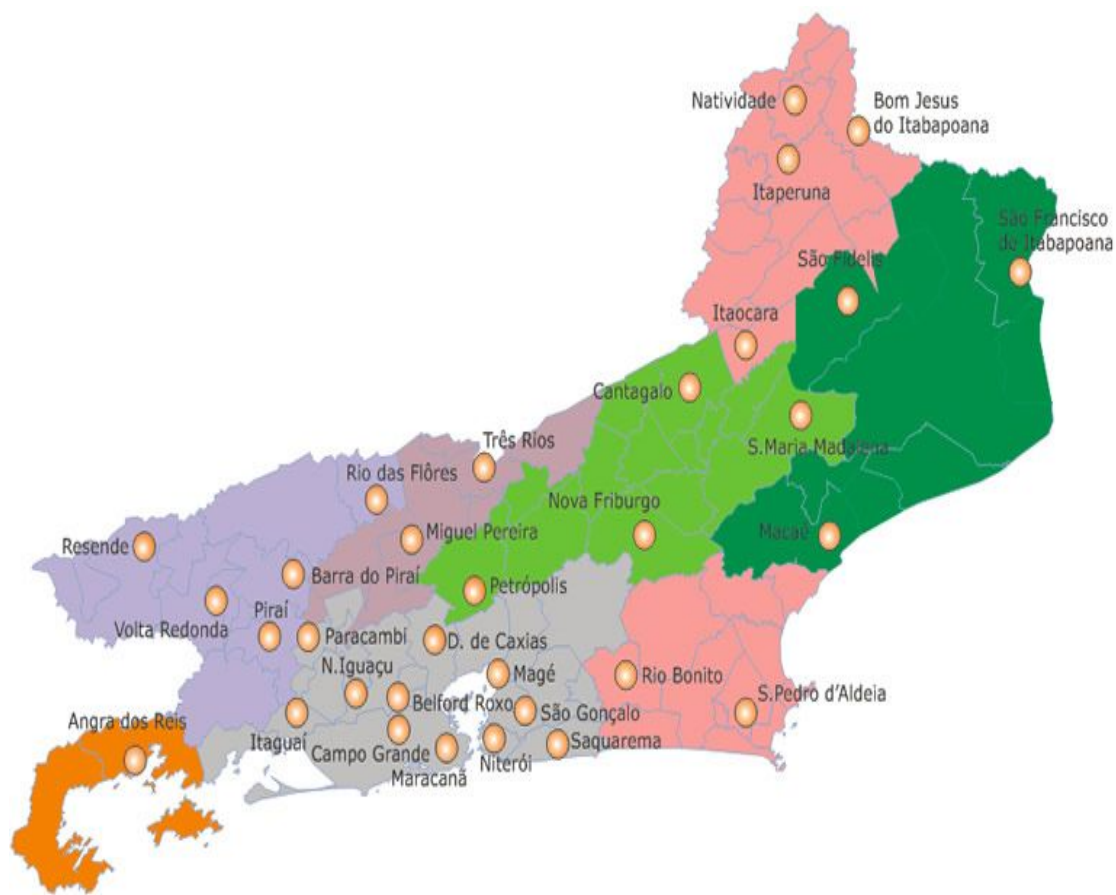 Natividade
Bom Jesus
do Itabapoana
Itaperuna
São Francisco
de Itabapoana
São Fidelis
Itaocara
Cantagalo
S.Maria Madalena
Três Rios
Rio das Flôres
Nova Friburgo
Miguel Pereira
Macaé
Resende
Barra do Piraí
Petrópolis
Volta Redonda
Piraí
Paracambi
D. de Caxias
N.Iguaçu
Magé
Rio Bonito
Belford Roxo
S.Pedro d'Aldeia
São Gonçalo
Angra dos Reis
Itaguaí
Campo Grande
Niterói
Saquarema
Maracanã